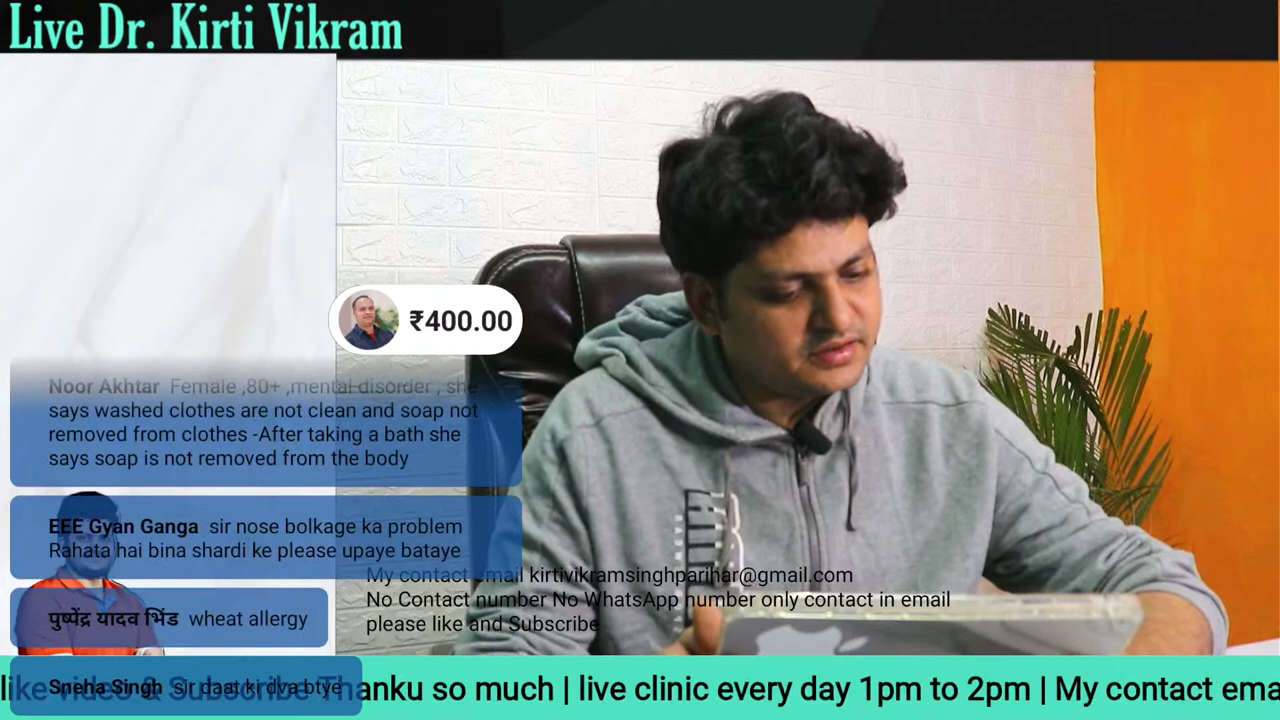 Live Dr. Kirti Vikram
₹400.00
Noor Akhtar Female ,80+ ,mental disorder , she
says washed clothes are not clean and soap not
removed from clothes -After taking a bath she
says soap is not removed from the body
EEE Gyan Ganga sir nose bolkage ka problem
Rahata hai bina shardi ke please upaye bataye
My contact email kirtivikramsinghparihar@gmail.com
No Contact number No WhatsApp number only contact in email
please like and Subscribe
पुष्पेंद्र यादव भिंड wheat allergy
Sneha Singh sir daat ki dva btye
like video & Subscribe Thanku so much | live clinic every day 1pm to 2pm | My contact ema